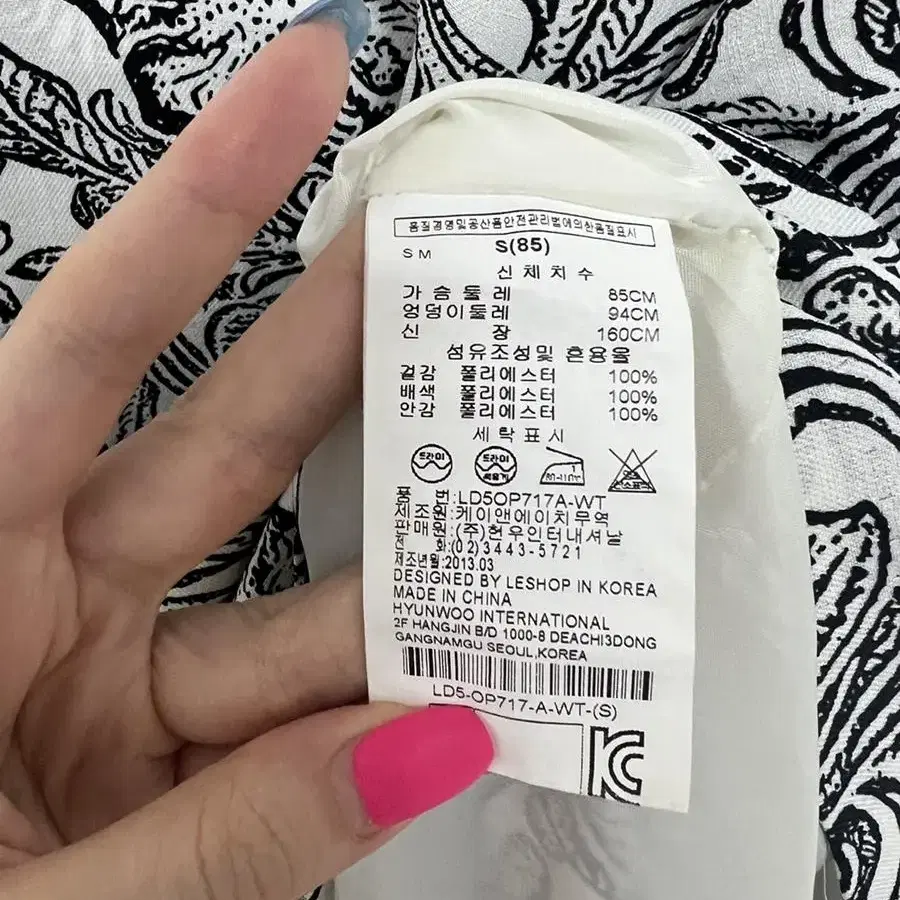 품질경영및공산품안전관리법에의한품질표시
SM S(85)
신체치수
가슴둘레 85CM
엉덩이둘레 94CM
신장 160CM
섬유조성및 혼용율
겉감 폴리에스터 100%
배색 폴리에스터 100%
안감 폴리에스터 100%
세탁표시
드라이 드라이
품 번:LD5OP717A-WT
제조원:케이앤에이치무역
판매원:(주)현우인터내셔날
전 화:(02)3443-5721
제조년월:2013.03
DESIGNED BY LESHOP IN KOREA
MADE IN CHINA
HYUNWOO INTERNATIONAL
2F HANGJIN B/D 1000-8 DEACHI3DONG
GANGNAMGU SEOUL,KOREA
LD5-OP717-A-WT-(S)